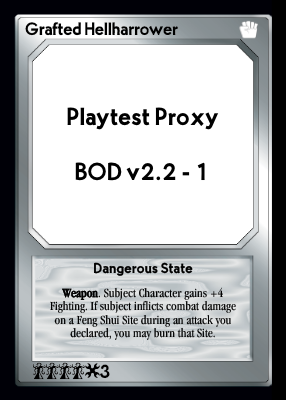 Grafted Hellharrower
Playtest Proxy
BOD v2.2 - 1
Dangerous State
Weapon. Subject Character gains +4
Fighting. If subject inflicts combat damage
on a Feng Shui Site during an attack you
declared, you may burn that Site.
3